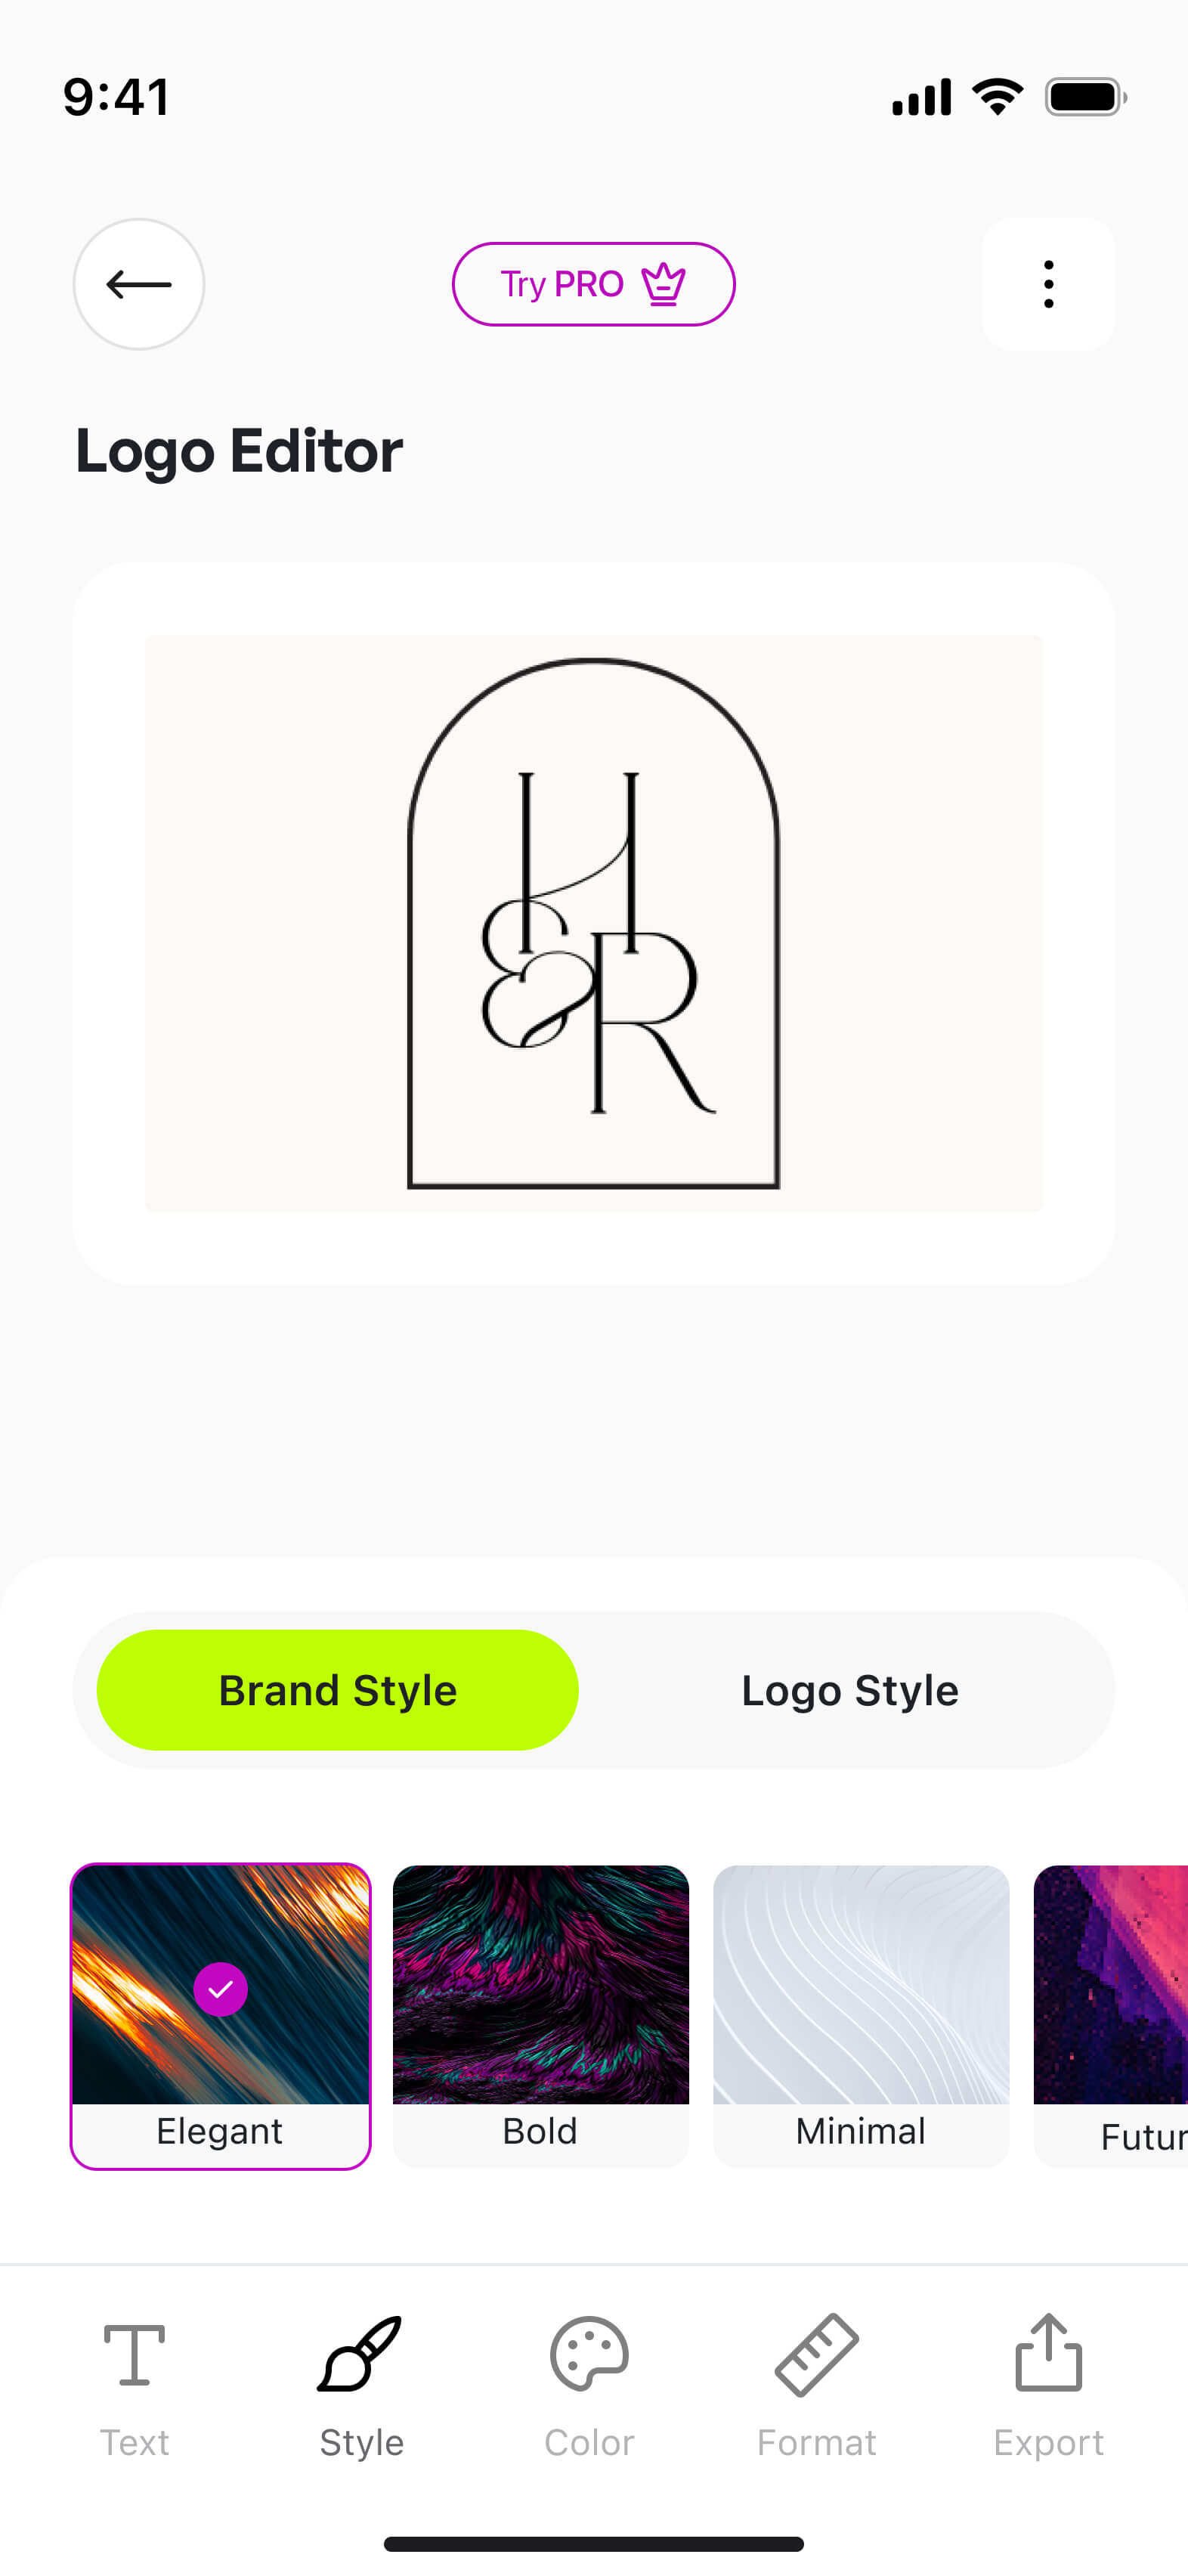 9:41
Try PRO
Logo Editor
H
&R
Brand Style
Logo Style
Elegant
Bold
Minimal
Futur
Text
Style
Color
Format
Export